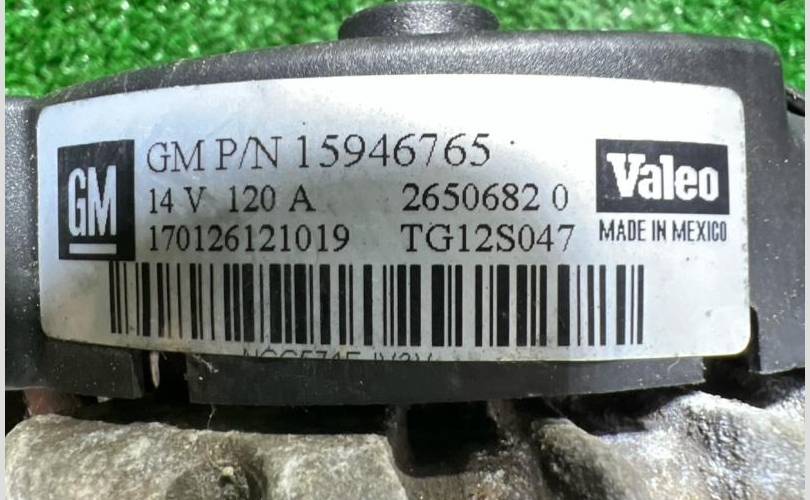 GM
GM P/N 15946765
14 V 120 A 2650682 0
170126121019 TG12S047
Valeo
MADE IN MEXICO